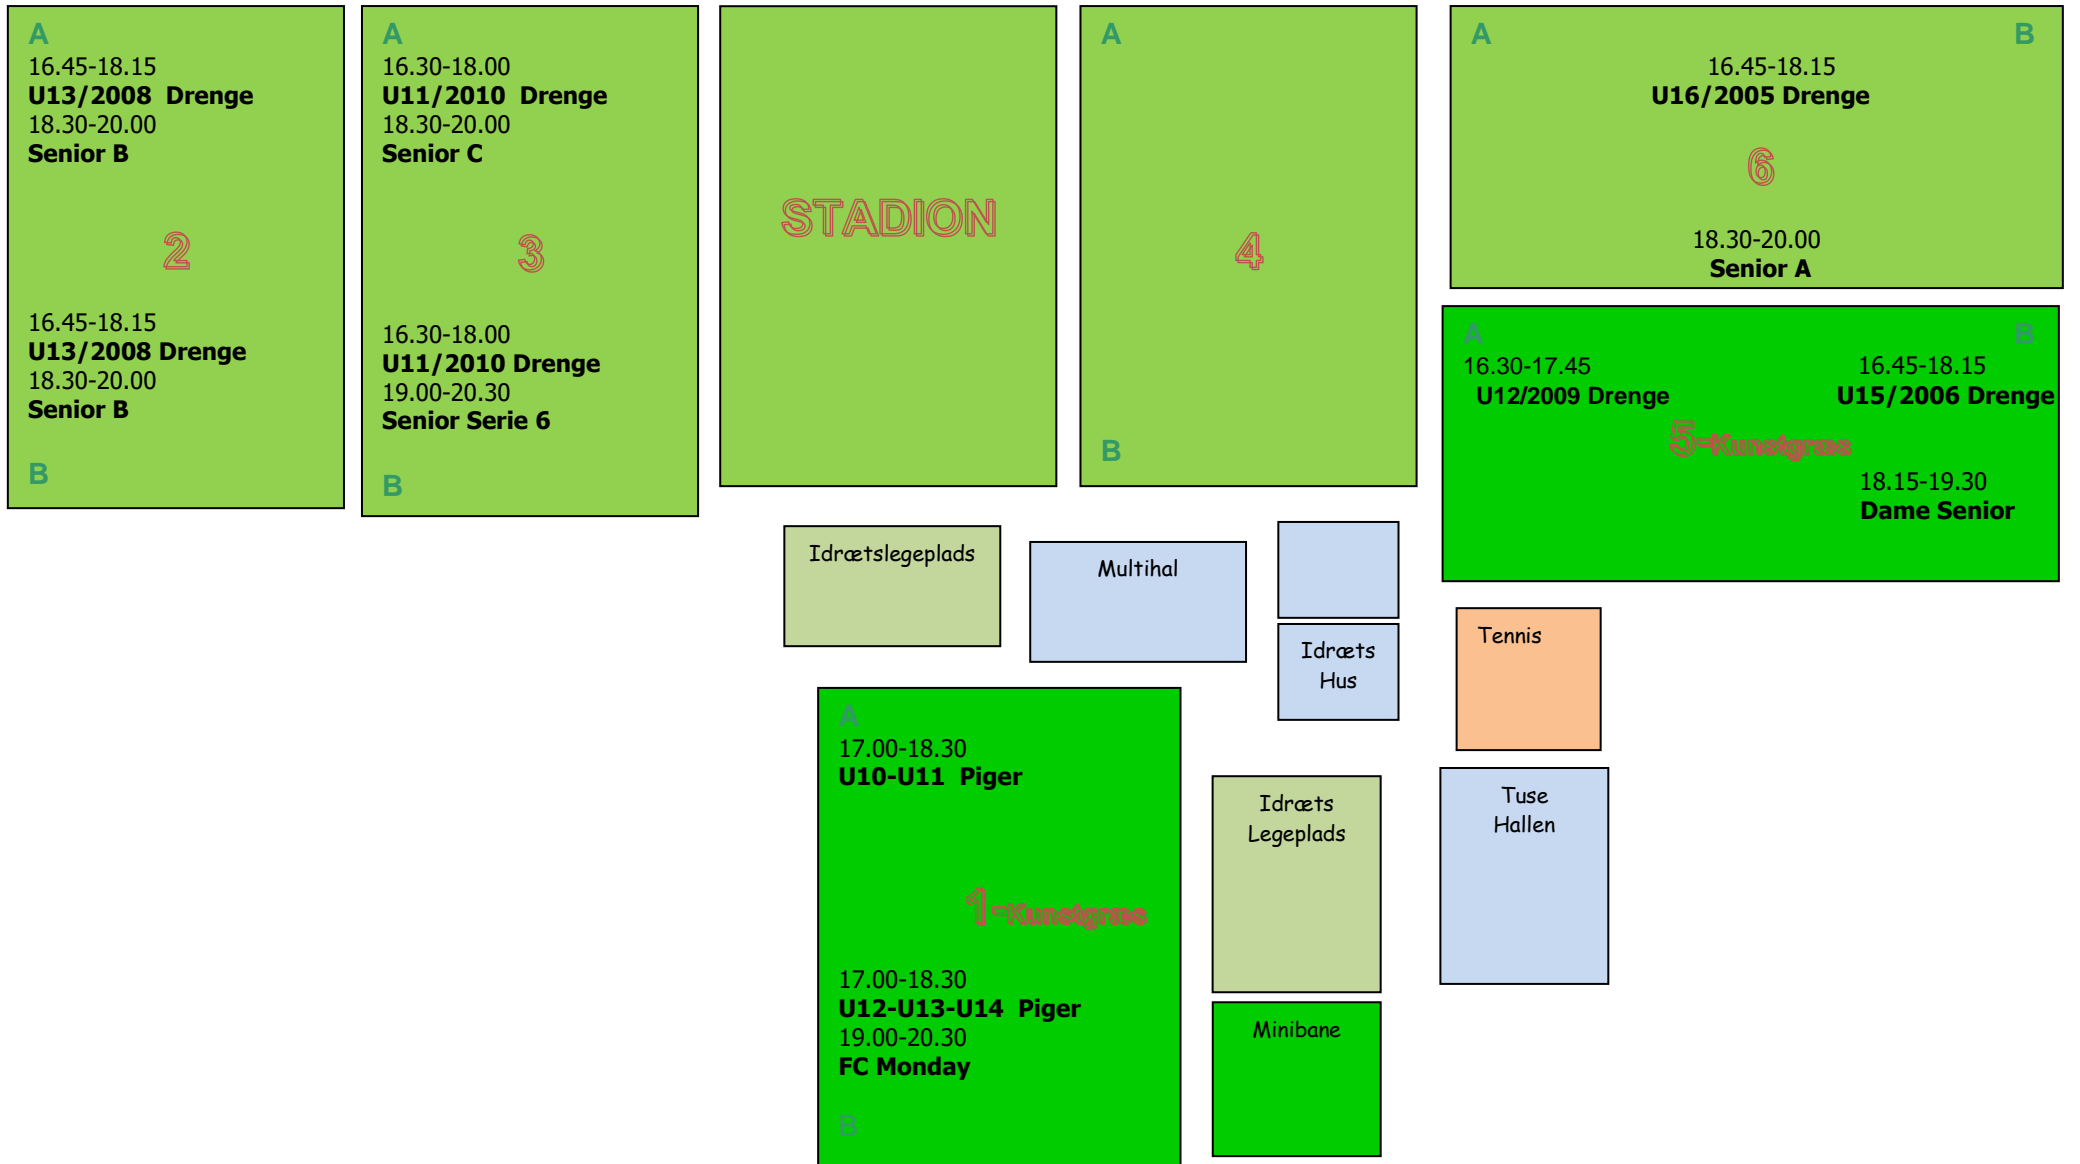 A
16.45-18.15
U13/2008 Drenge
18.30-20.00
Senior B
2
16.45-18.15
U13/2008 Drenge
18.30-20.00
Senior B
B
A
16.30-18.00
U11/2010 Drenge
18.30-20.00
Senior C
3
16.30-18.00
U11/2010 Drenge
19.00-20.30
Senior Serie 6
B
STADION
A
4
B
A B
16.45-18.15
U16/2005 Drenge
6
18.30-20.00
Senior A
A B
16.30-17.45
U12/2009 Drenge
16.45-18.15
U15/2006 Drenge
5-Kunstgræs
18.15-19.30
Dame Senior
Idrætslegeplads
Multihal
Idræts
Hus
Tennis
A
17.00-18.30
U10-U11 Piger
1-Kunstgræs
17.00-18.30
U12-U13-U14 Piger
19.00-20.30
FC Monday
B
Idræts
Legeplads
Tuse
Hallen
Minibane